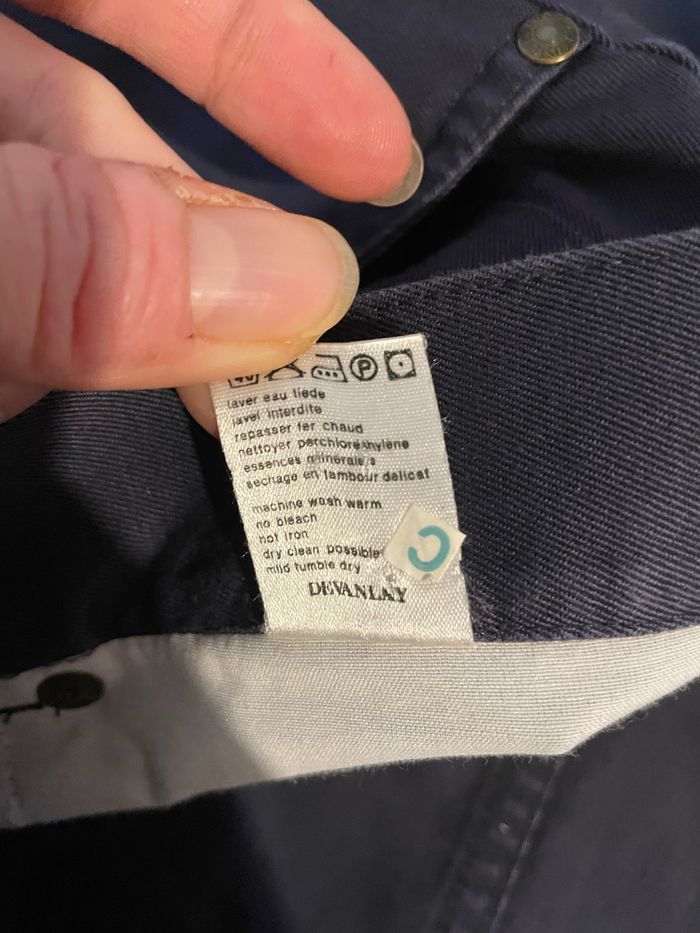 40
P
laver eau tiede
javel interdite
repasser fer chaud
nettoyer perchlorethylene
essences minerales
sechage en tambour delicat
machine wash warm
no bleach
hot iron
dry clean possible
mild tumble dry
C
DEVANLAY